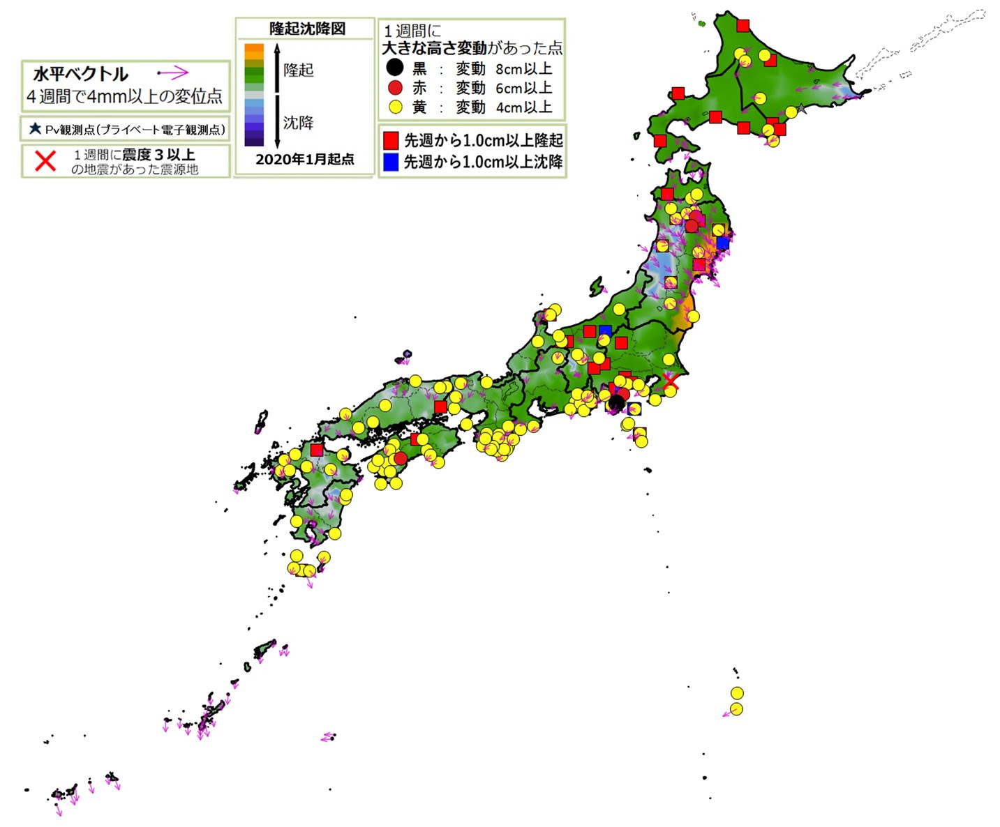 水平ベクトル
４週間で4mm以上の変位点
Pv観測点(プライベート電子観測点)
１週間に震度３以上
の地震があった震源地
隆起沈降図
隆起
沈降
2020年1月起点
１週間に
大きな高さ変動があった点
黒 ： 変動 8cm以上
赤 ： 変動 6cm以上
黄 ： 変動 4cm以上
先週から1.0cm以上隆起
先週から1.0cm以上沈降